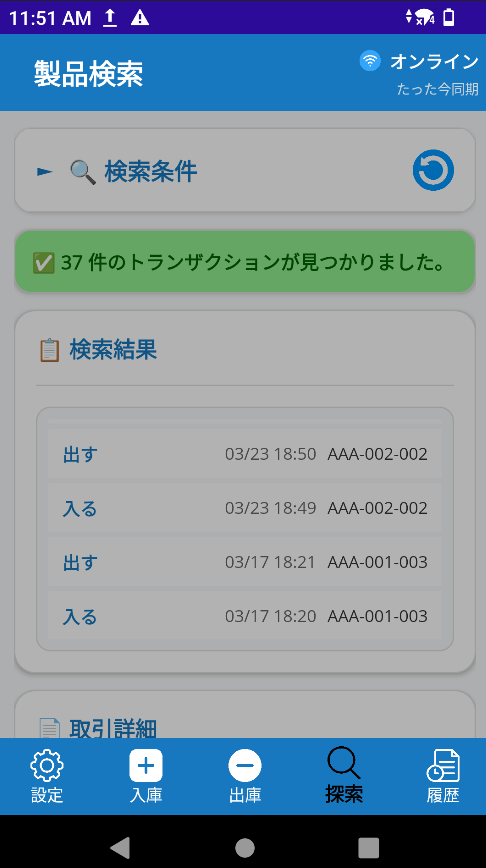 11:51 AM
製品検索
オンライン
たった今同期
検索条件
37 件のトランザクションが見つかりました。
検索結果
出す 03/23 18:50 AAA-002-002
入る 03/23 18:49 AAA-002-002
出す 03/17 18:21 AAA-001-003
入る 03/17 18:20 AAA-001-003
取引詳細
設定 入庫 出庫 探索 履歴